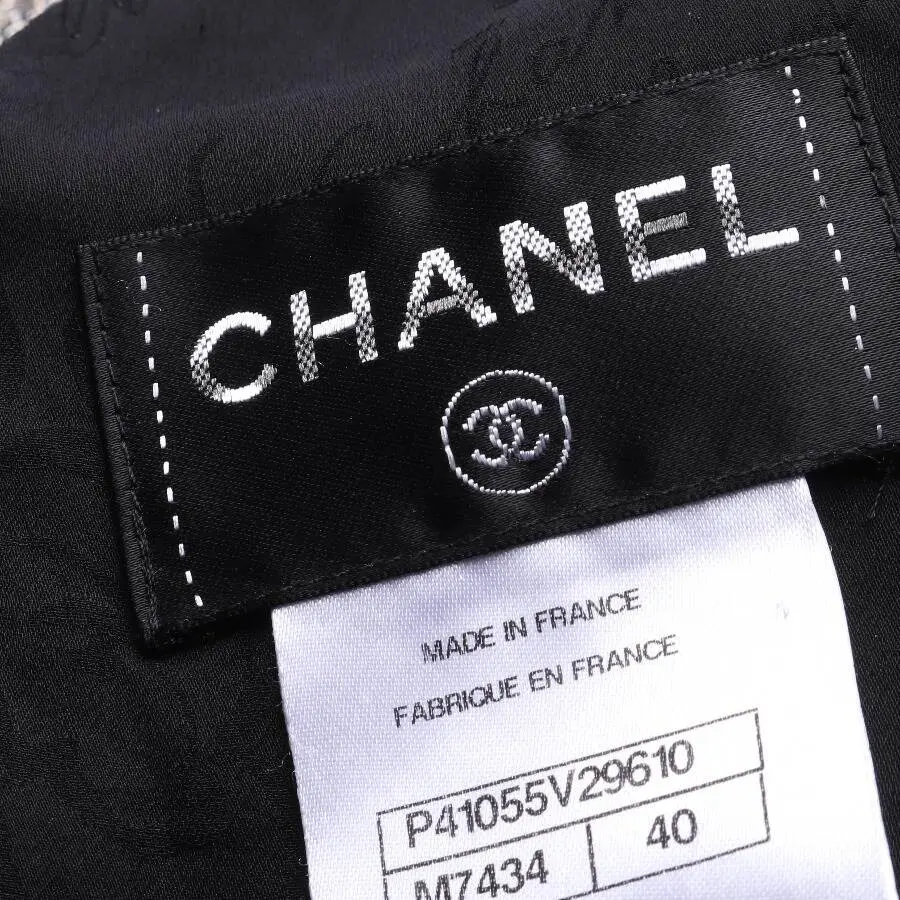 CHANEL
MADE IN FRANCE
FABRIQUE EN FRANCE
P41055V29610
M7434 40